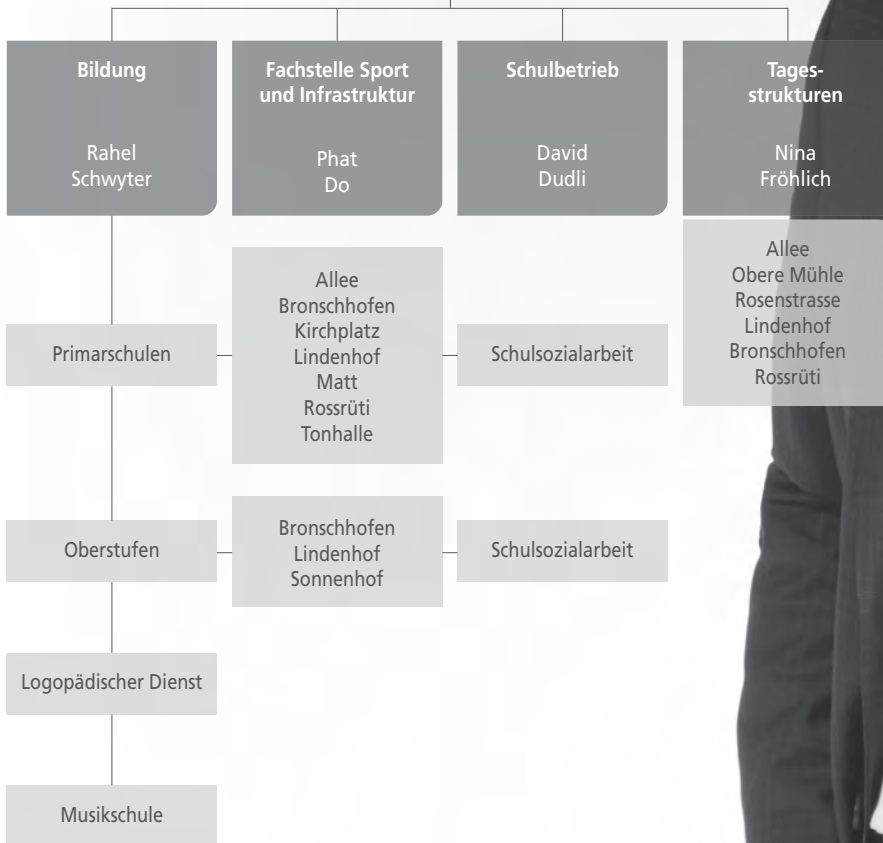 Bildung
Rahel
Schwyter
Fachstelle Sport
und Infrastruktur
Phat
Do
Schulbetrieb
David
Dudli
Tages-
strukturen
Nina
Fröhlich
Allee
Obere Mühle
Rosenstrasse
Lindenhof
Bronschhofen
Rossrüti
Primarschulen
Allee
Bronschhofen
Kirchplatz
Lindenhof
Matt
Rossrüti
Tonhalle
Schulsozialarbeit
Oberstufen
Bronschhofen
Lindenhof
Sonnenhof
Schulsozialarbeit
Logopädischer Dienst
Musikschule